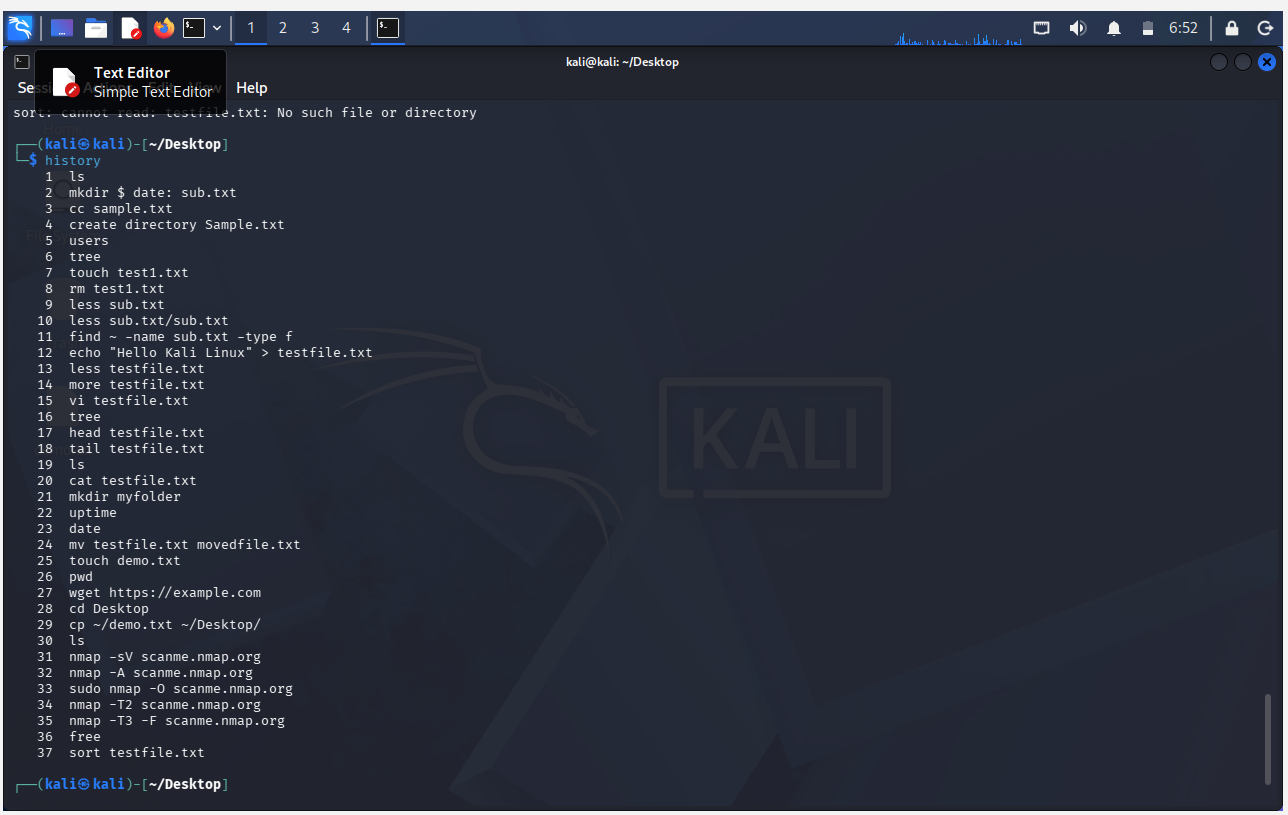 1 2 3 4 6:52
kali@kali: ~/Desktop
Text Editor
Simple Text Editor
Help
sort: cannot read: testfile.txt: No such file or directory
┌──(kali㉿kali)-[~/Desktop]
└─$ history
1 ls
2 mkdir $ date: sub.txt
3 cc sample.txt
4 create directory Sample.txt
5 users
6 tree
7 touch test1.txt
8 rm test1.txt
9 less sub.txt
10 less sub.txt/sub.txt
11 find ~ -name sub.txt -type f
12 echo "Hello Kali Linux" > testfile.txt
13 less testfile.txt
14 more testfile.txt
15 vi testfile.txt
16 tree
17 head testfile.txt
18 tail testfile.txt
19 ls
20 cat testfile.txt
21 mkdir myfolder
22 uptime
23 date
24 mv testfile.txt movedfile.txt
25 touch demo.txt
26 pwd
27 wget https://example.com
28 cd Desktop
29 cp ~/demo.txt ~/Desktop/
30 ls
31 nmap -sV scanme.nmap.org
32 nmap -A scanme.nmap.org
33 sudo nmap -O scanme.nmap.org
34 nmap -T2 scanme.nmap.org
35 nmap -T3 -F scanme.nmap.org
36 free
37 sort testfile.txt
┌──(kali㉿kali)-[~/Desktop]
KALI